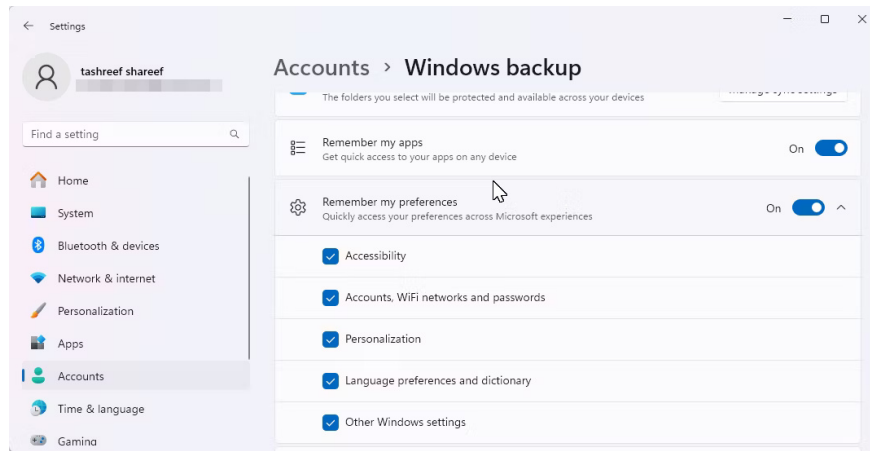 Settings
tashreef shareef
Find a setting
Home
System
Bluetooth & devices
Network & internet
Personalization
Apps
Accounts
Time & language
Gaming
Accounts > Windows backup
The folders you select will be protected and available across your devices
Manage sync settings
Remember my apps
Get quick access to your apps on any device
On
Remember my preferences
Quickly access your preferences across Microsoft experiences
On
Accessibility
Accounts, WiFi networks and passwords
Personalization
Language preferences and dictionary
Other Windows settings